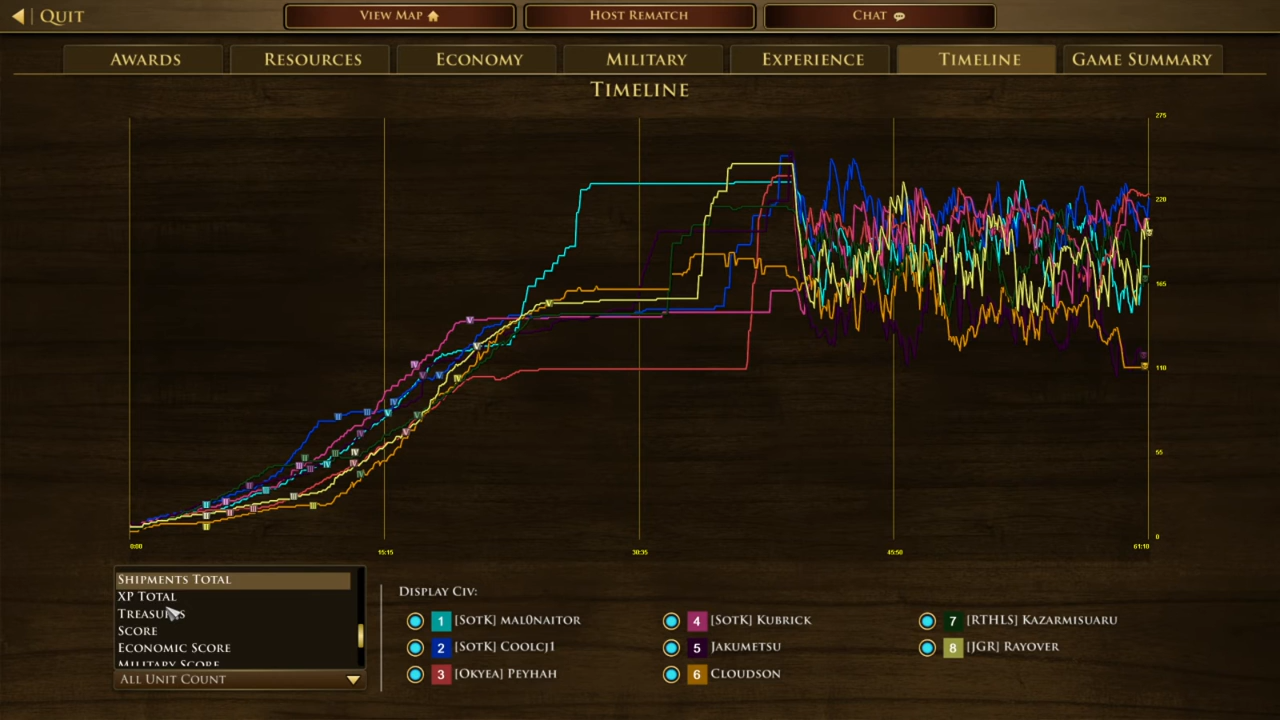 Quit
View Map
Host Rematch
Chat
Awards
Resources
Economy
Military
Experience
Timeline
Game Summary
Timeline
275
220
165
110
55
0
0:00
15:15
30:35
45:50
61:10
Shipments Total
XP Total
Treasures
Score
Economic Score
Military Score
All Unit Count
Display Civ:
1 [SotK] mal0naitor
2 [SotK] Coolcj1
3 [Okyea] Peyhah
4 [SotK] Kubrick
5 Jakumetsu
6 Cloudson
7 [RTHLS] Kazarmisuaru
8 [JGR] Rayover